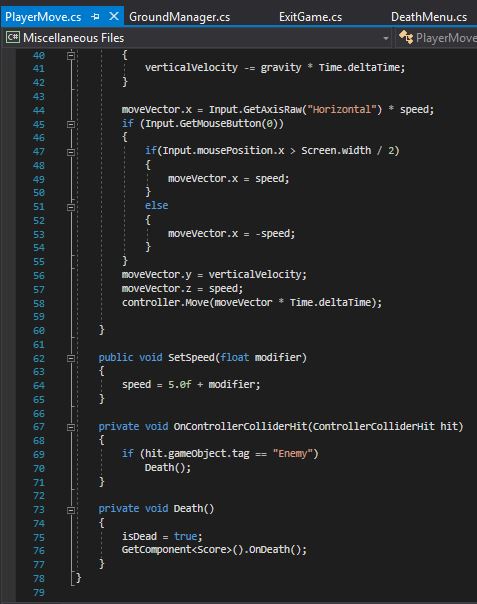 PlayerMove.cs GroundManager.cs ExitGame.cs DeathMenu.cs
C# Miscellaneous Files PlayerMove
40 {
41 verticalVelocity -= gravity * Time.deltaTime;
42 }
43
44 moveVector.x = Input.GetAxisRaw("Horizontal") * speed;
45 if (Input.GetMouseButton(0))
46 {
47 if(Input.mousePosition.x > Screen.width / 2)
48 {
49 moveVector.x = speed;
50 }
51 else
52 {
53 moveVector.x = -speed;
54 }
55 }
56 moveVector.y = verticalVelocity;
57 moveVector.z = speed;
58 controller.Move(moveVector * Time.deltaTime);
59
60 }
61
62 public void SetSpeed(float modifier)
63 {
64 speed = 5.0f + modifier;
65 }
66
67 private void OnControllerColliderHit(ControllerColliderHit hit)
68 {
69 if (hit.gameObject.tag == "Enemy")
70 Death();
71 }
72
73 private void Death()
74 {
75 isDead = true;
76 GetComponent<Score>().OnDeath();
77 }
78 }
79